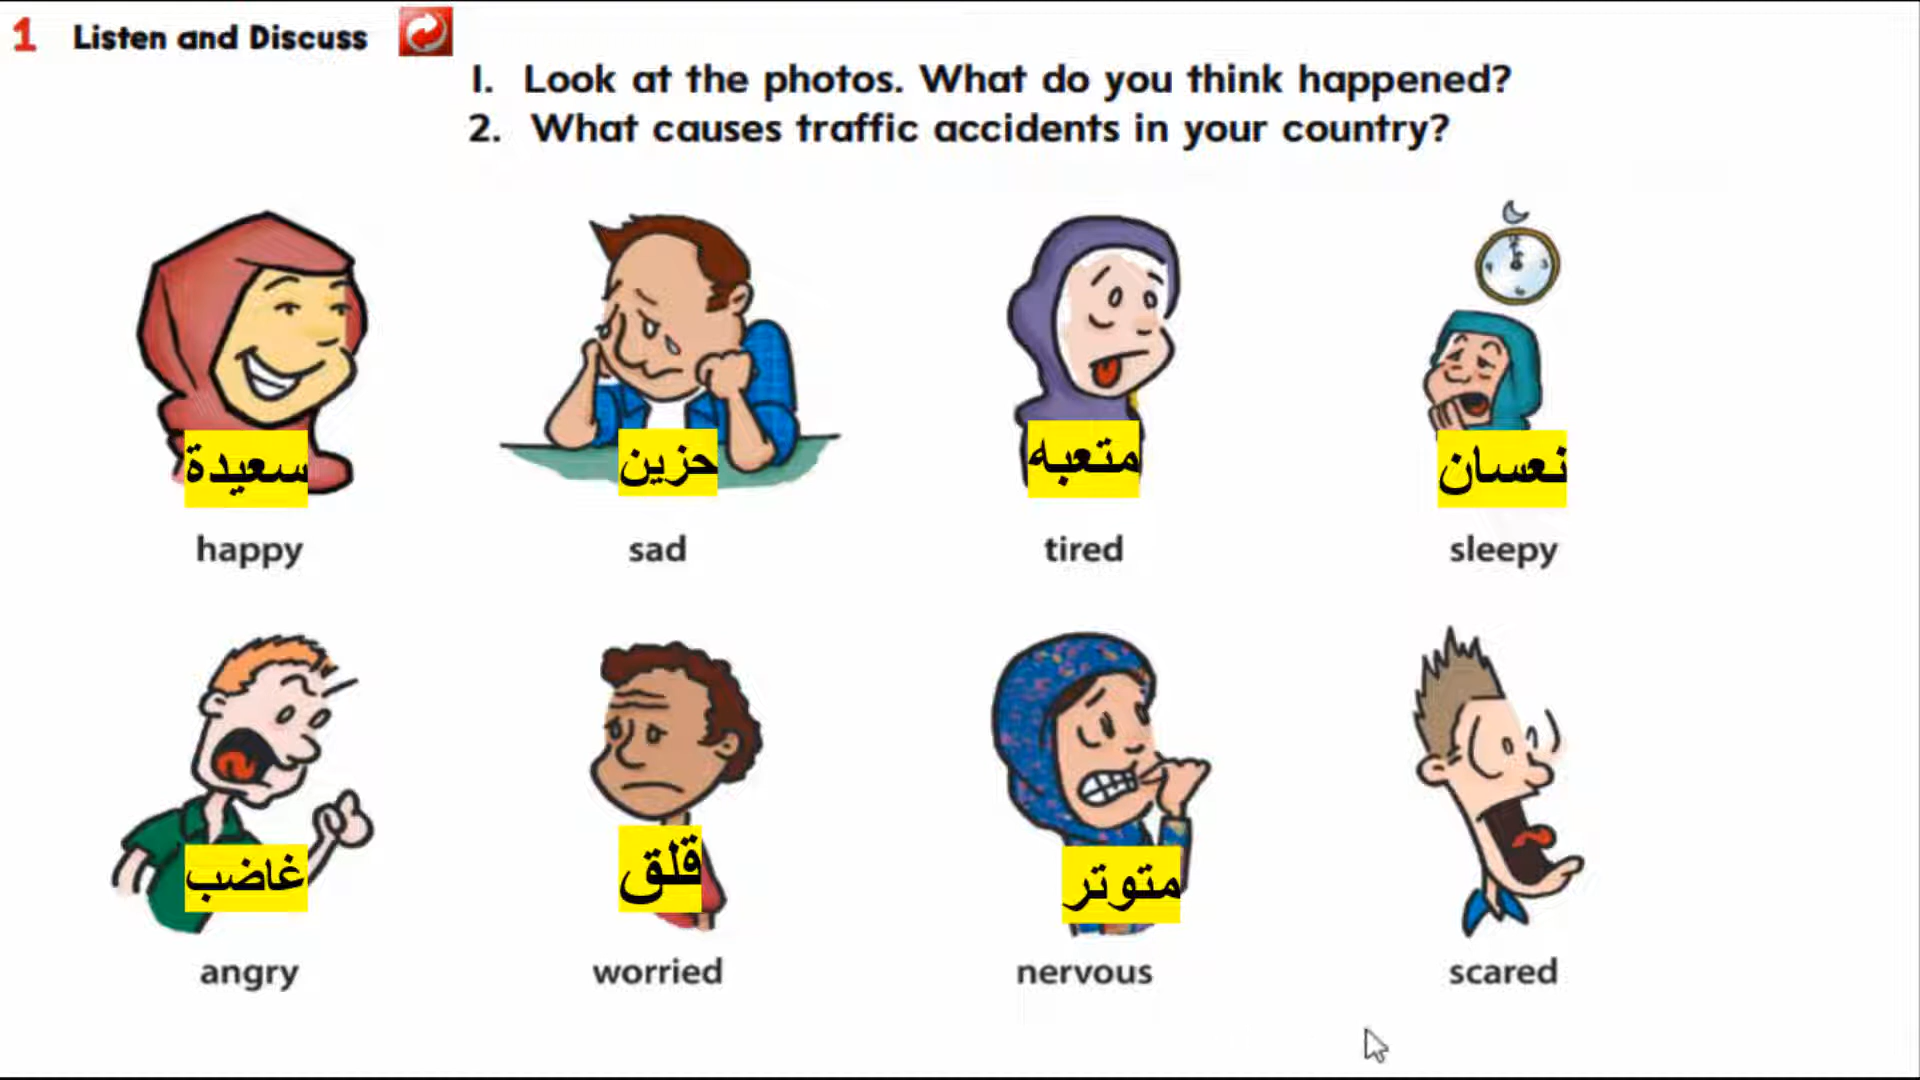 1 Listen and Discuss
1. Look at the photos. What do you think happened?
2. What causes traffic accidents in your country?
سعيدة
حزين
متعبه
نعسان
happy
sad
tired
sleepy
غاضب
قلق
متوتر
angry
worried
nervous
scared